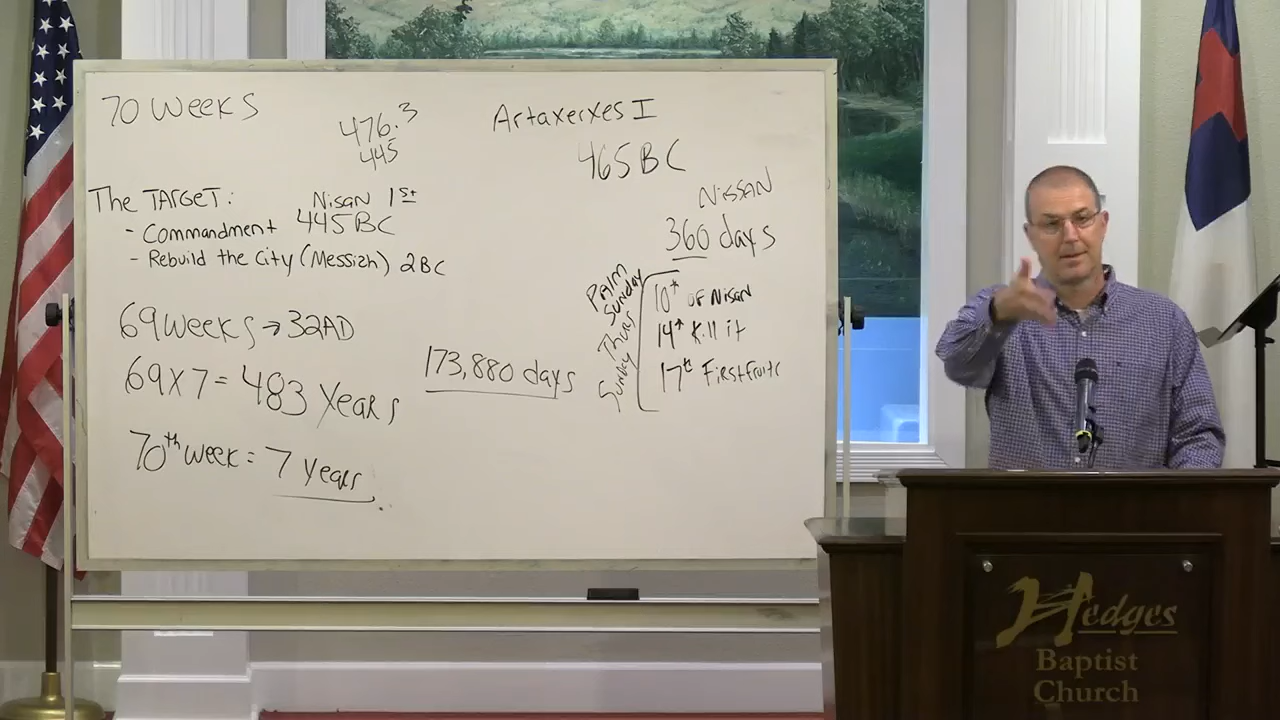 70 Weeks
476.3
445
Artaxerxes I
465 BC
The TARGET:
Nisan 1st
- Commandment 445 BC
- Rebuild the City (Messiah) 2BC
NISSAN
360 days
69 weeks → 32AD
69 x 7 = 483 Years
173,880 days
70th week = 7 years.
Palm Sunday
Thurs
Sunday
10th of Nisan
14th Kill it
17th Firstfruits
Hedges
Baptist
Church